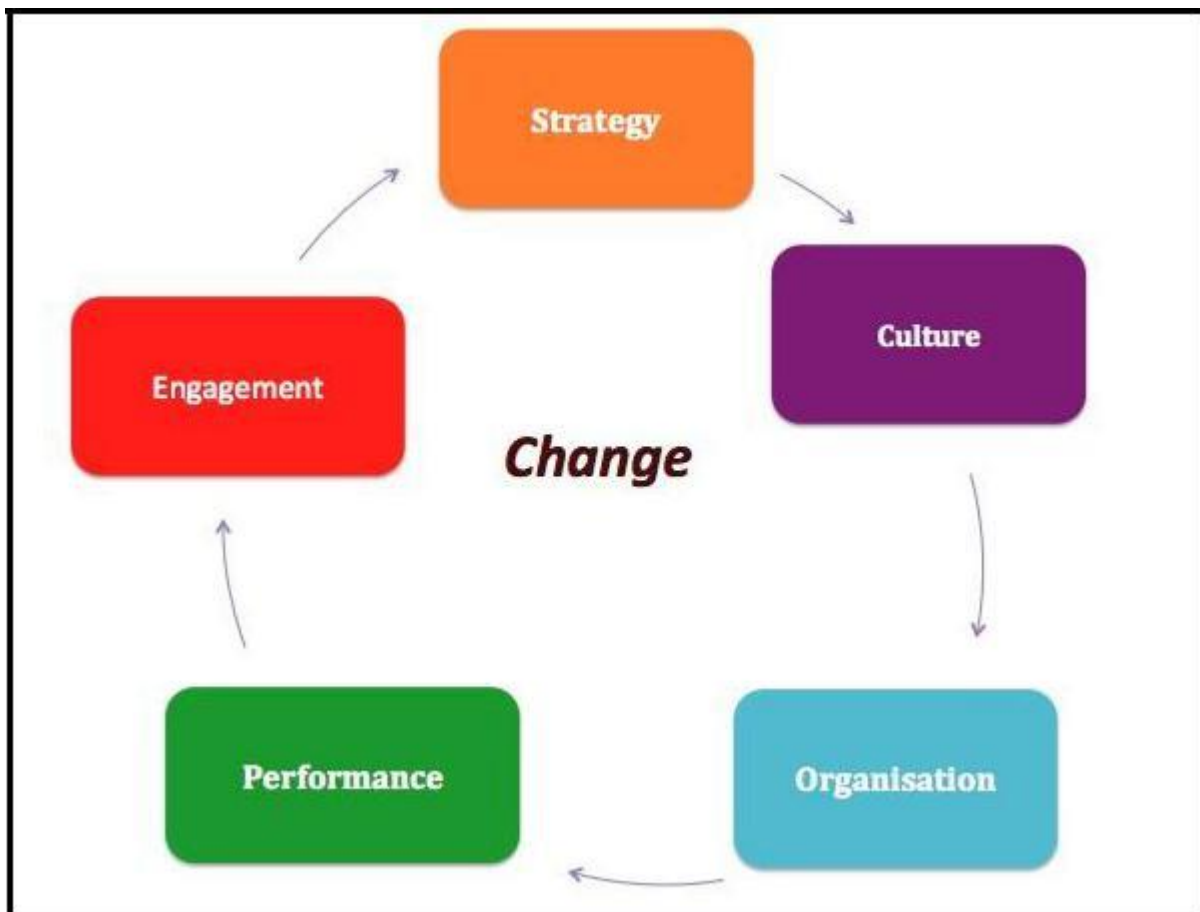 Strategy
Culture
Engagement
Change
Performance
Organisation